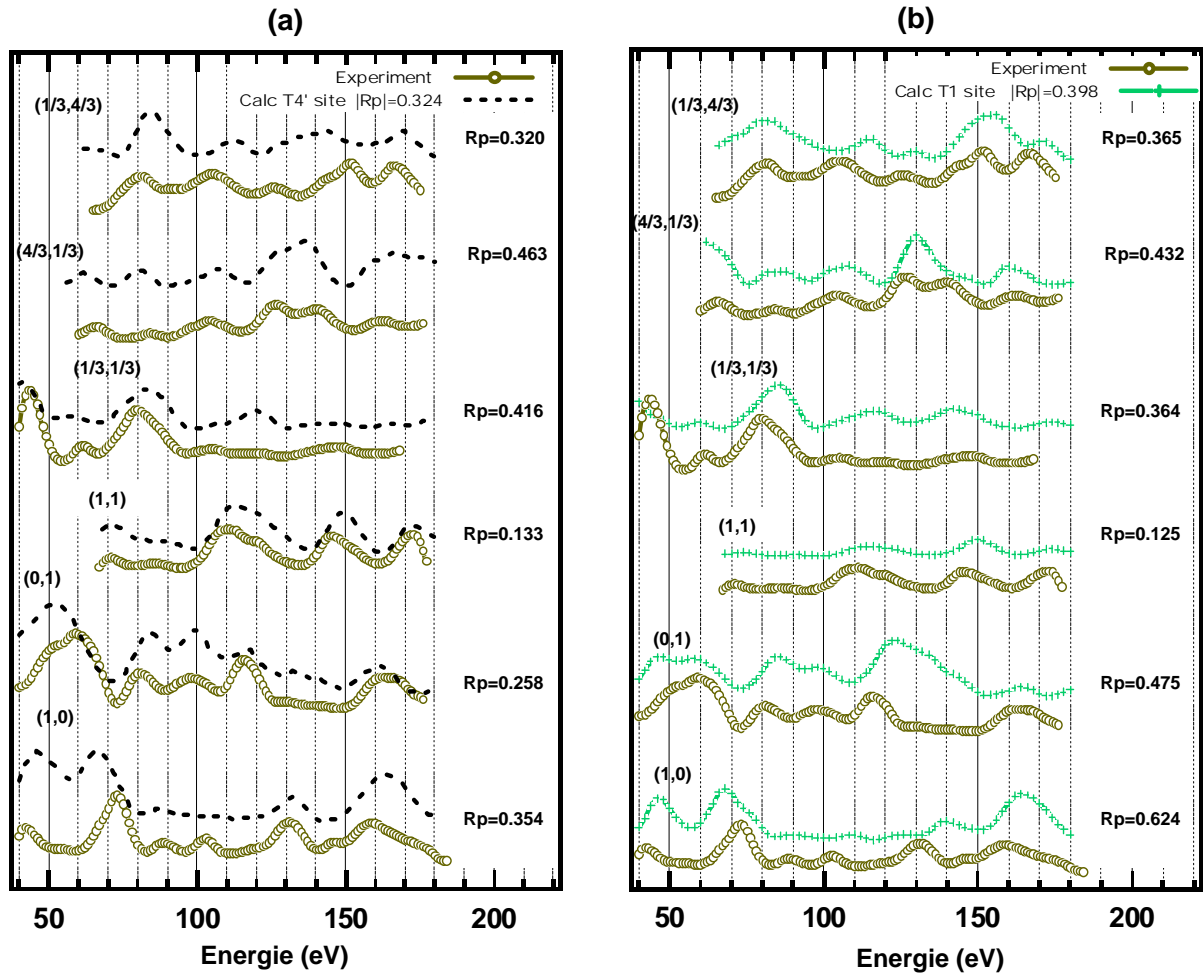 (a)
Experiment
Calc T4' site |Rp|=0.324
(1/3,4/3)
Rp=0.320
(4/3,1/3)
Rp=0.463
(1/3,1/3)
Rp=0.416
(1,1)
Rp=0.133
(0,1)
Rp=0.258
(1,0)
Rp=0.354
50 100 150 200
Energie (eV)
(b)
Experiment
Calc T1 site |Rp|=0.398
(1/3,4/3)
Rp=0.365
(4/3,1/3)
Rp=0.432
(1/3,1/3)
Rp=0.364
(1,1)
Rp=0.125
(0,1)
Rp=0.475
(1,0)
Rp=0.624
50 100 150 200
Energie (eV)